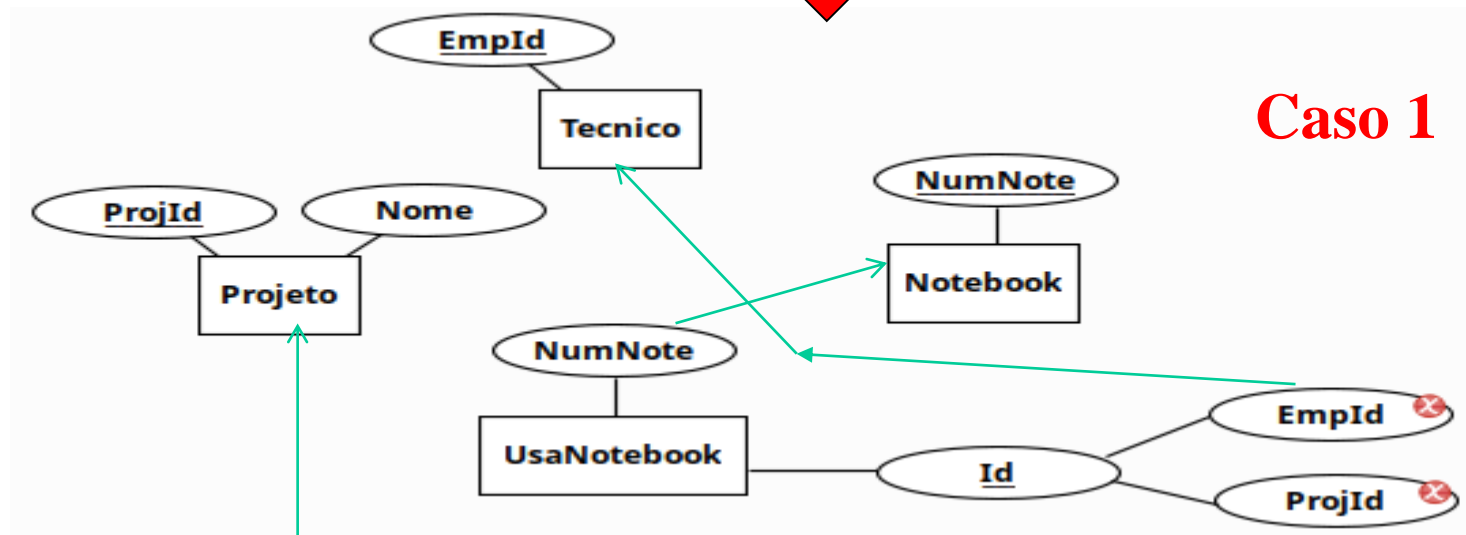 EmpId
Tecnico
Caso 1
NumNote
ProjId
Nome
Projeto
Notebook
NumNote
UsaNotebook
EmpId
Id
ProjId